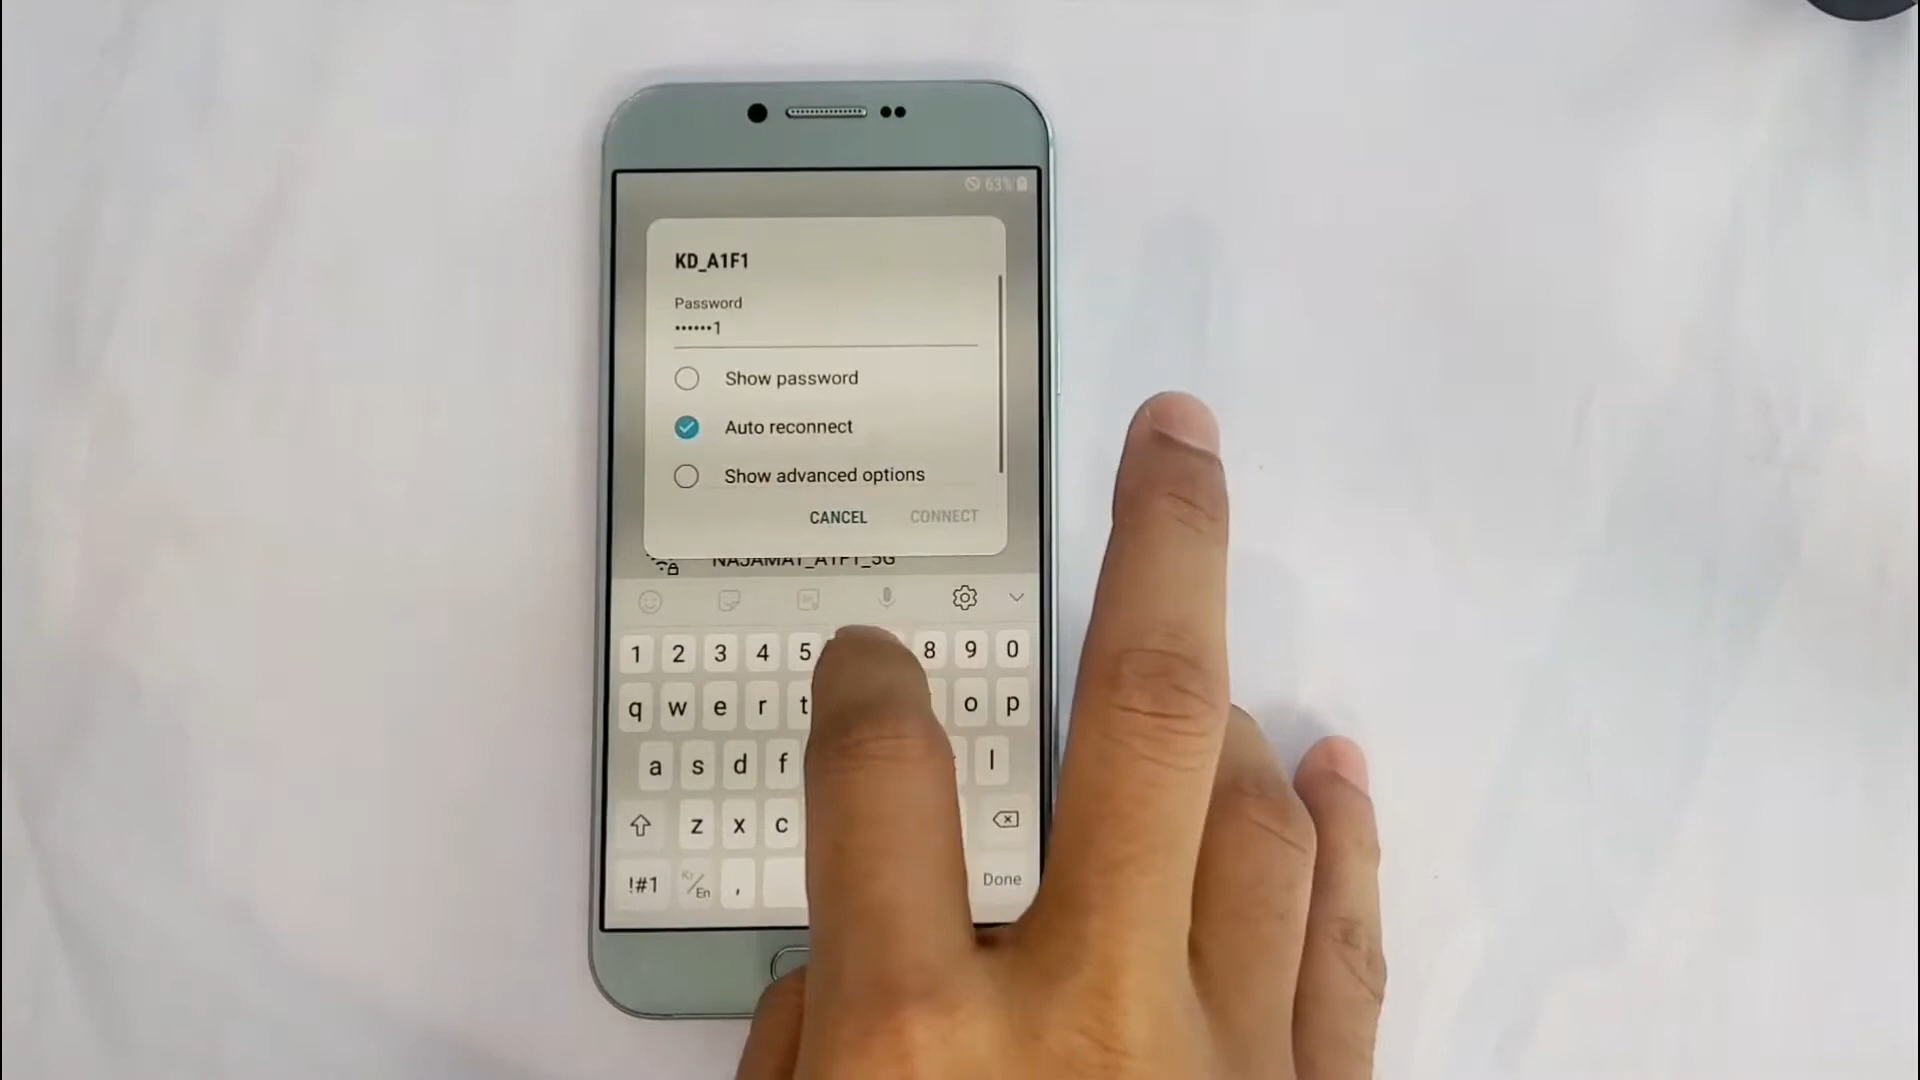 63%
KD_A1F1
Password
••••••1
Show password
Auto reconnect
Show advanced options
CANCEL CONNECT
NAJAMAT_A1F1_5G
1 2 3 4 5 8 9 0
q w e r t o p
a s d f l
z x c
!#1 En , Done